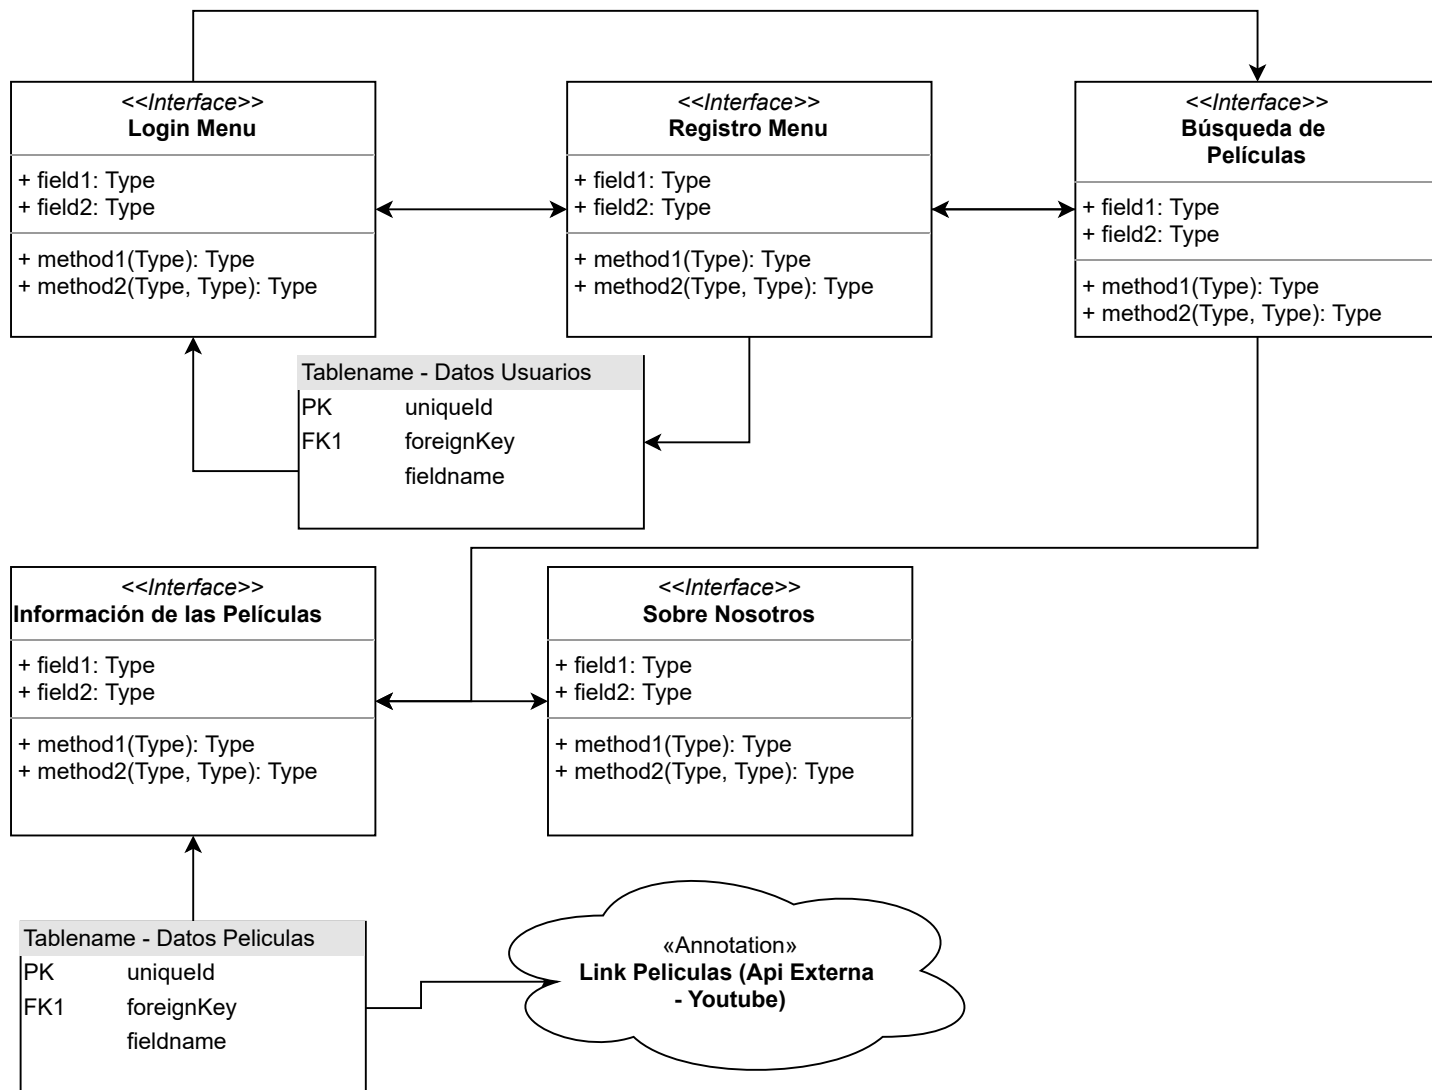 <<Interface>>
Login Menu
+ field1: Type
+ field2: Type
+ method1(Type): Type
+ method2(Type, Type): Type
<<Interface>>
Registro Menu
+ field1: Type
+ field2: Type
+ method1(Type): Type
+ method2(Type, Type): Type
<<Interface>>
Búsqueda de
Películas
+ field1: Type
+ field2: Type
+ method1(Type): Type
+ method2(Type, Type): Type
Tablename - Datos Usuarios
PK uniqueId
FK1 foreignKey
fieldname
<<Interface>>
Información de las Películas
+ field1: Type
+ field2: Type
+ method1(Type): Type
+ method2(Type, Type): Type
<<Interface>>
Sobre Nosotros
+ field1: Type
+ field2: Type
+ method1(Type): Type
+ method2(Type, Type): Type
Tablename - Datos Peliculas
PK uniqueId
FK1 foreignKey
fieldname
«Annotation»
Link Peliculas (Api Externa
- Youtube)